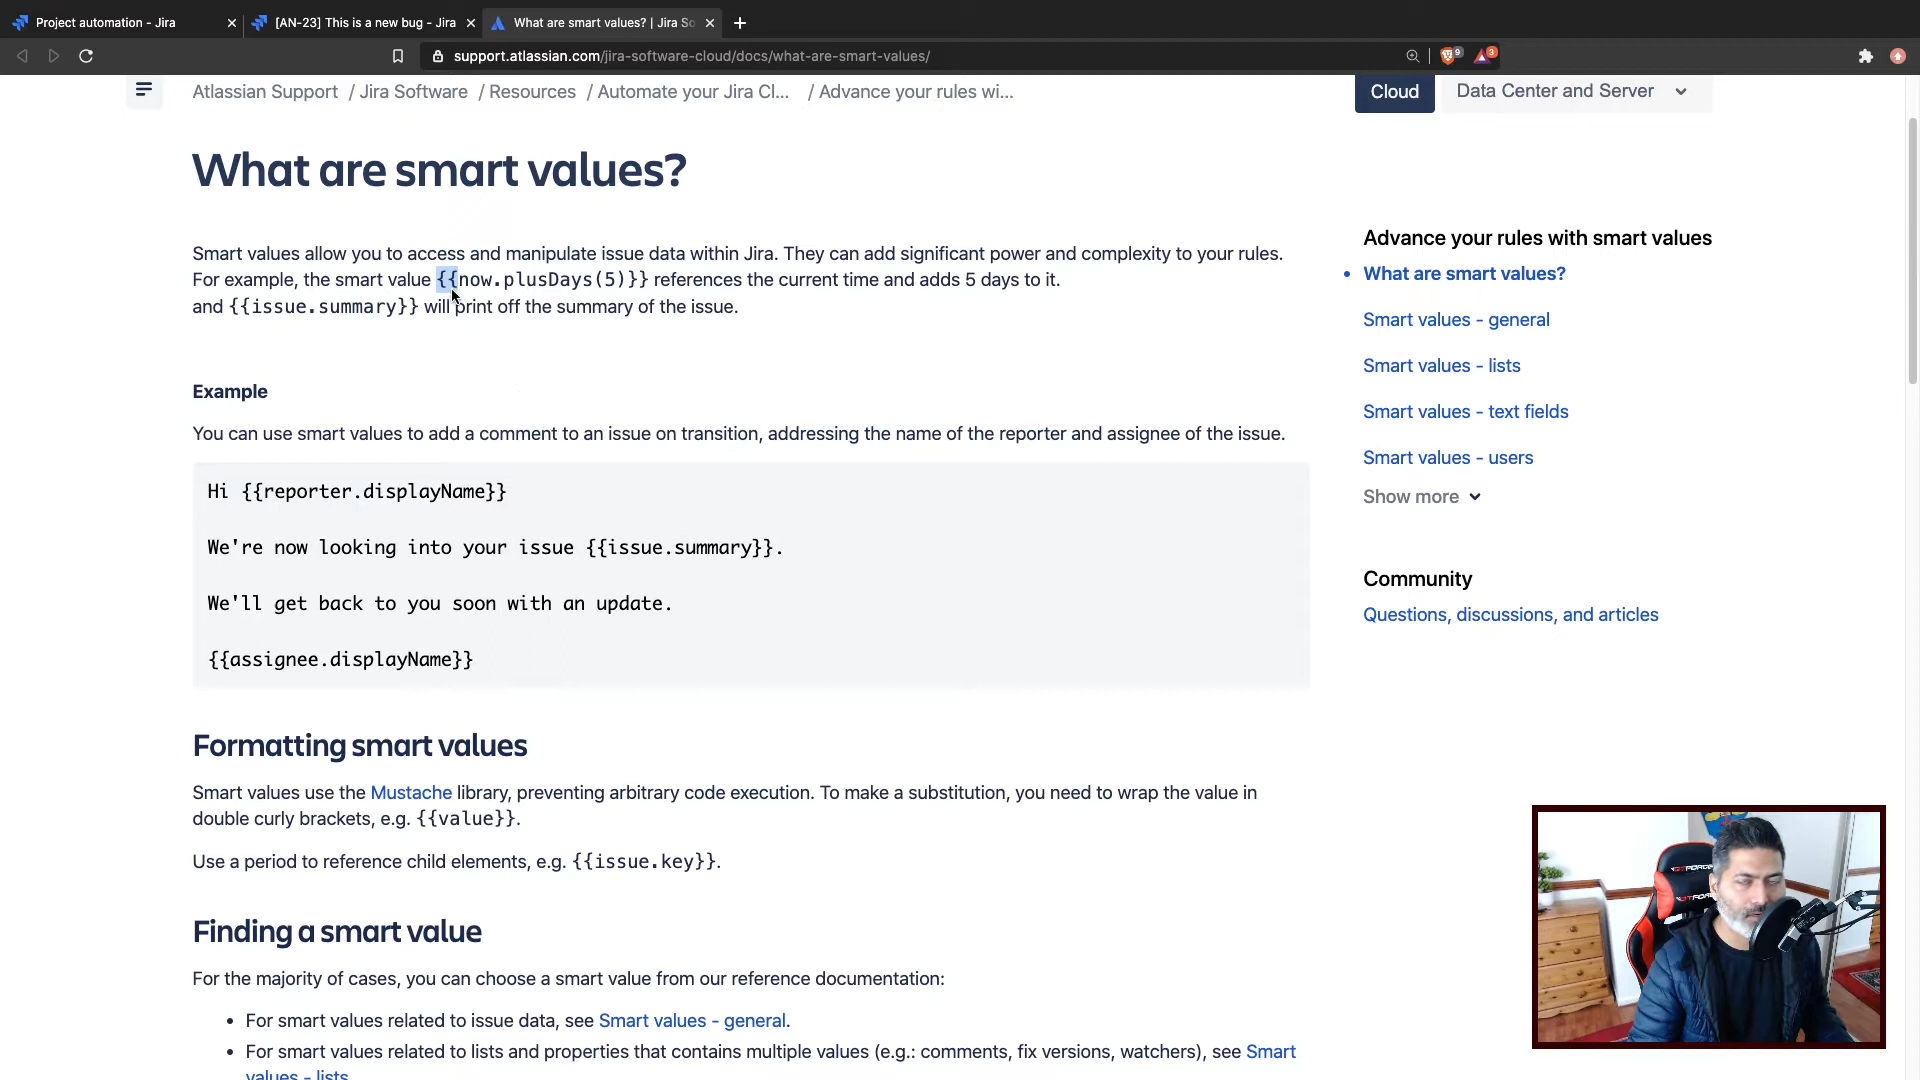 Project automation - Jira
[AN-23] This is a new bug - Jira
What are smart values? | Jira So
support.atlassian.com/jira-software-cloud/docs/what-are-smart-values/
9
3
Atlassian Support / Jira Software / Resources / Automate your Jira Cl... / Advance your rules wi...
Cloud
Data Center and Server
What are smart values?
Smart values allow you to access and manipulate issue data within Jira. They can add significant power and complexity to your rules.
For example, the smart value {{now.plusDays(5)}} references the current time and adds 5 days to it.
and {{issue.summary}} will print off the summary of the issue.
Example
You can use smart values to add a comment to an issue on transition, addressing the name of the reporter and assignee of the issue.
Hi {{reporter.displayName}}
We're now looking into your issue {{issue.summary}}.
We'll get back to you soon with an update.
{{assignee.displayName}}
Formatting smart values
Smart values use the Mustache library, preventing arbitrary code execution. To make a substitution, you need to wrap the value in
double curly brackets, e.g. {{value}}.
Use a period to reference child elements, e.g. {{issue.key}}.
Finding a smart value
For the majority of cases, you can choose a smart value from our reference documentation:
• For smart values related to issue data, see Smart values - general.
• For smart values related to lists and properties that contains multiple values (e.g.: comments, fix versions, watchers), see Smart
values - lists
Advance your rules with smart values
• What are smart values?
Smart values - general
Smart values - lists
Smart values - text fields
Smart values - users
Show more
Community
Questions, discussions, and articles